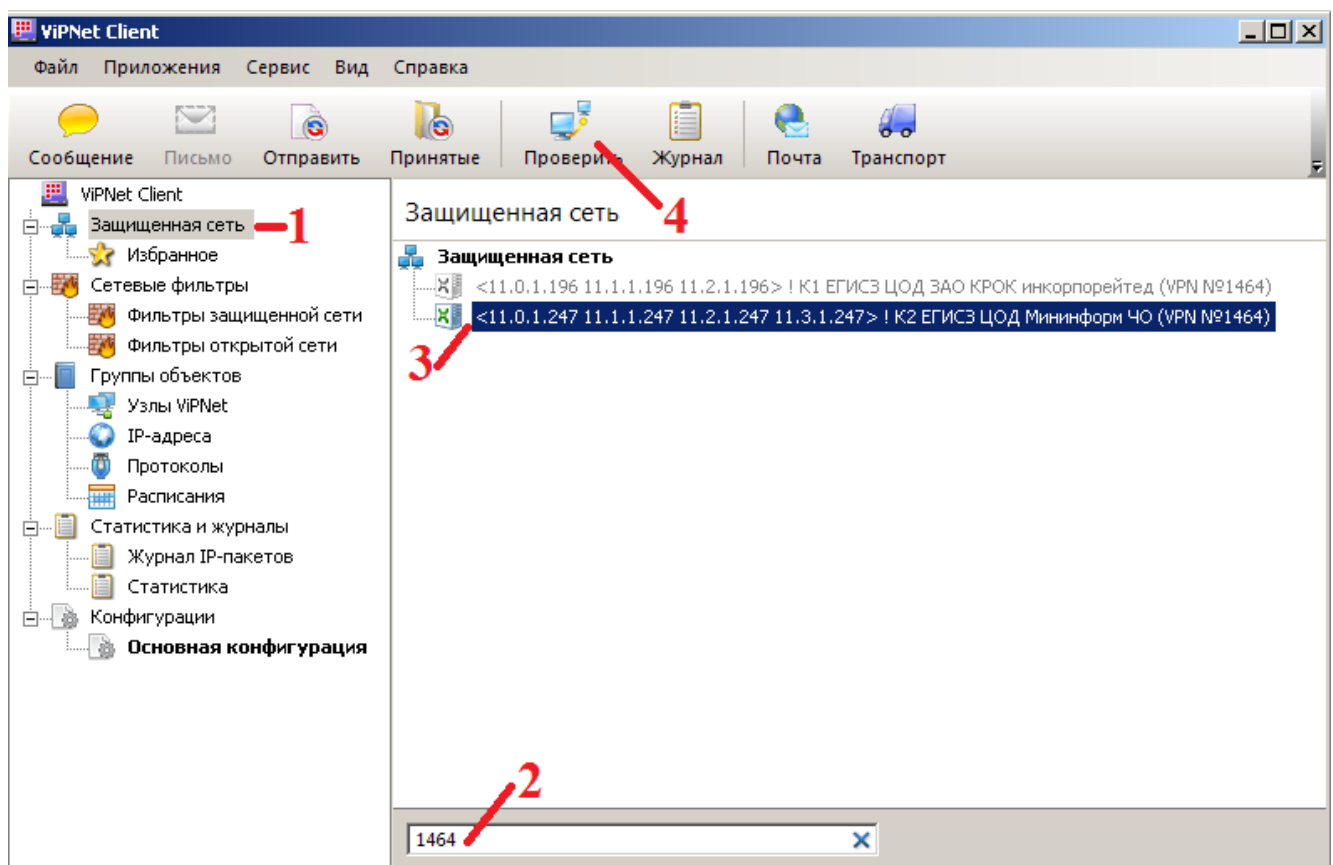 ViPNet Client
Файл Приложения Сервис Вид Справка
Сообщение Письмо Отправить Принятые Проверить Журнал Почта Транспорт
ViPNet Client
Защищенная сеть
1
Избранное
Сетевые фильтры
Фильтры защищенной сети
Фильтры открытой сети
Группы объектов
Узлы ViPNet
IP-адреса
Протоколы
Расписания
Статистика и журналы
Журнал IP-пакетов
Статистика
Конфигурации
Основная конфигурация
Защищенная сеть
4
Защищенная сеть
<11.0.1.196 11.1.1.196 11.2.1.196> ! К1 ЕГИСЗ ЦОД ЗАО КРОК инкорпорейтед (VPN №1464)
<11.0.1.247 11.1.1.247 11.2.1.247 11.3.1.247> ! К2 ЕГИСЗ ЦОД Мининформ ЧО (VPN №1464)
3
2
1464